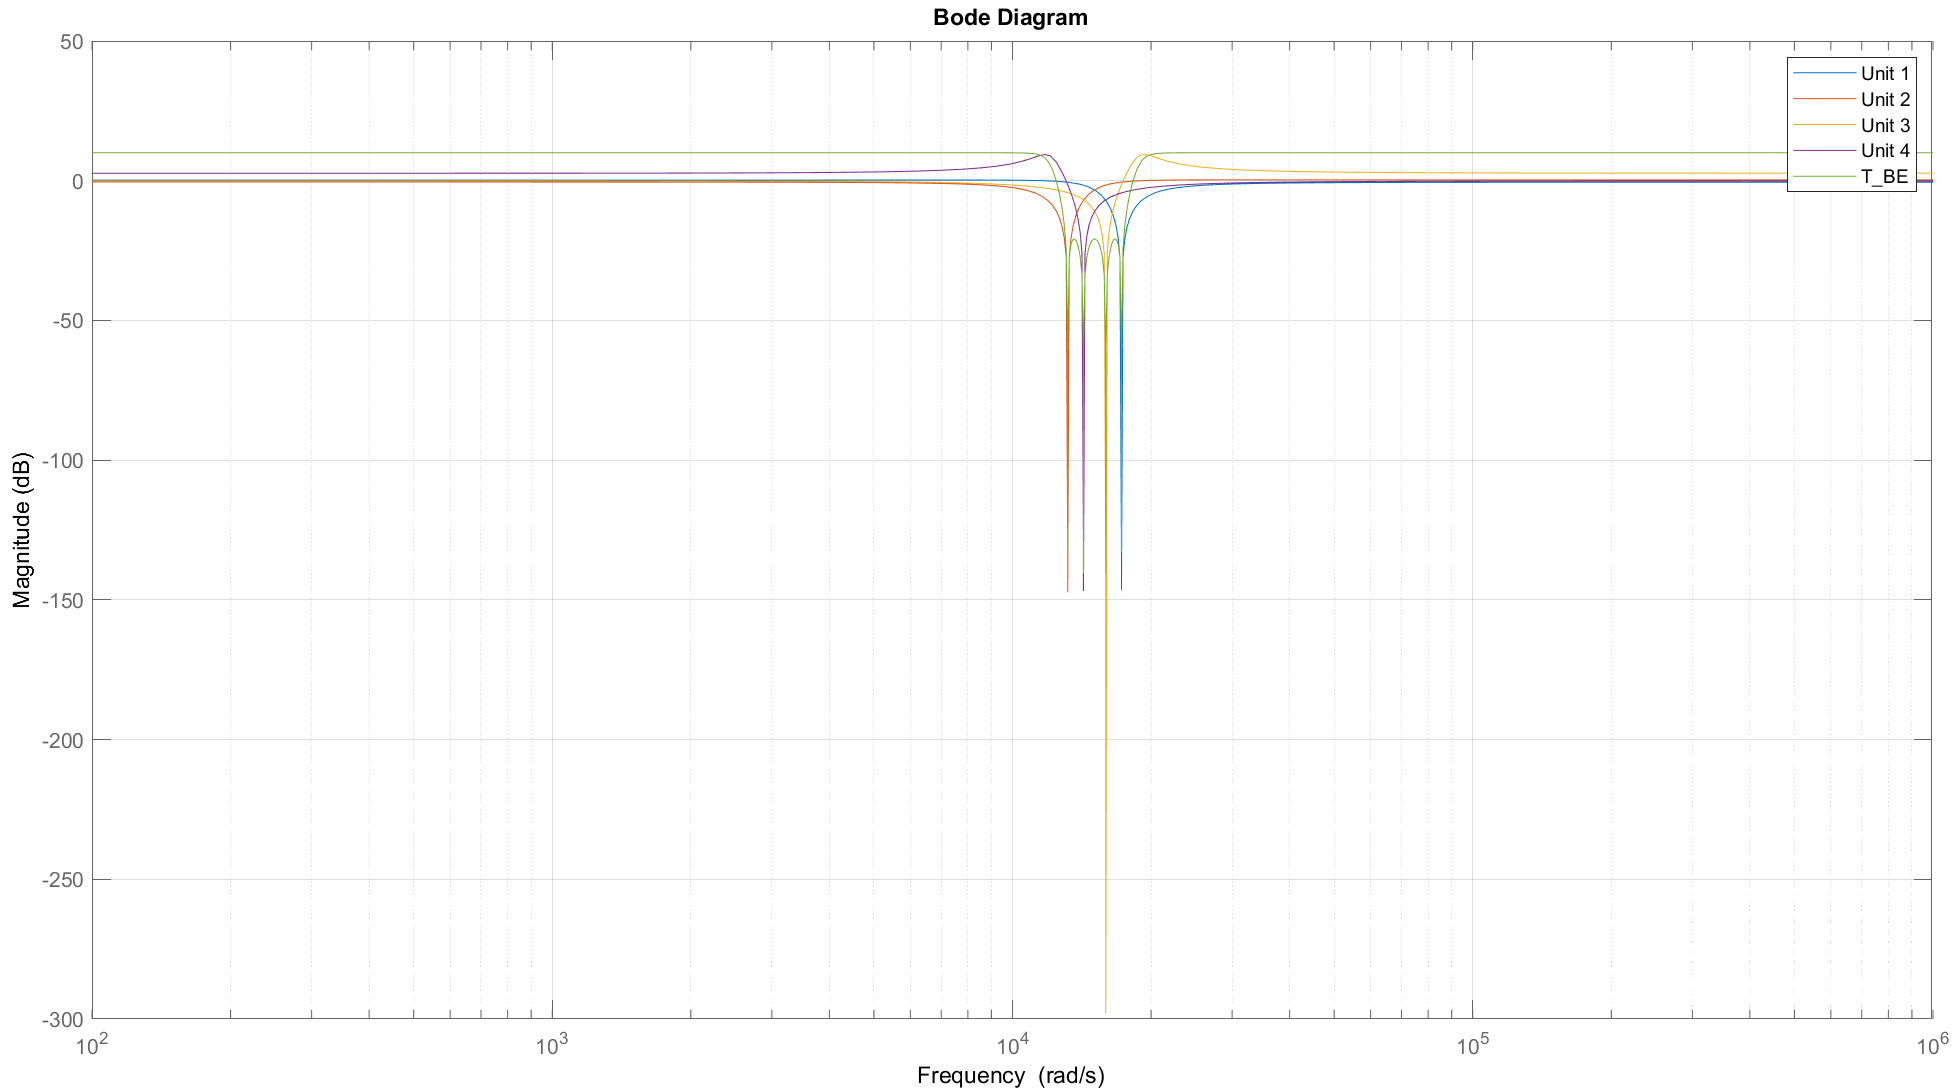 Bode Diagram
Unit 1
Unit 2
Unit 3
Unit 4
T_BE
Magnitude (dB)
50
0
-50
-100
-150
-200
-250
-300
10^2
10^3
10^4
10^5
10^6
Frequency (rad/s)